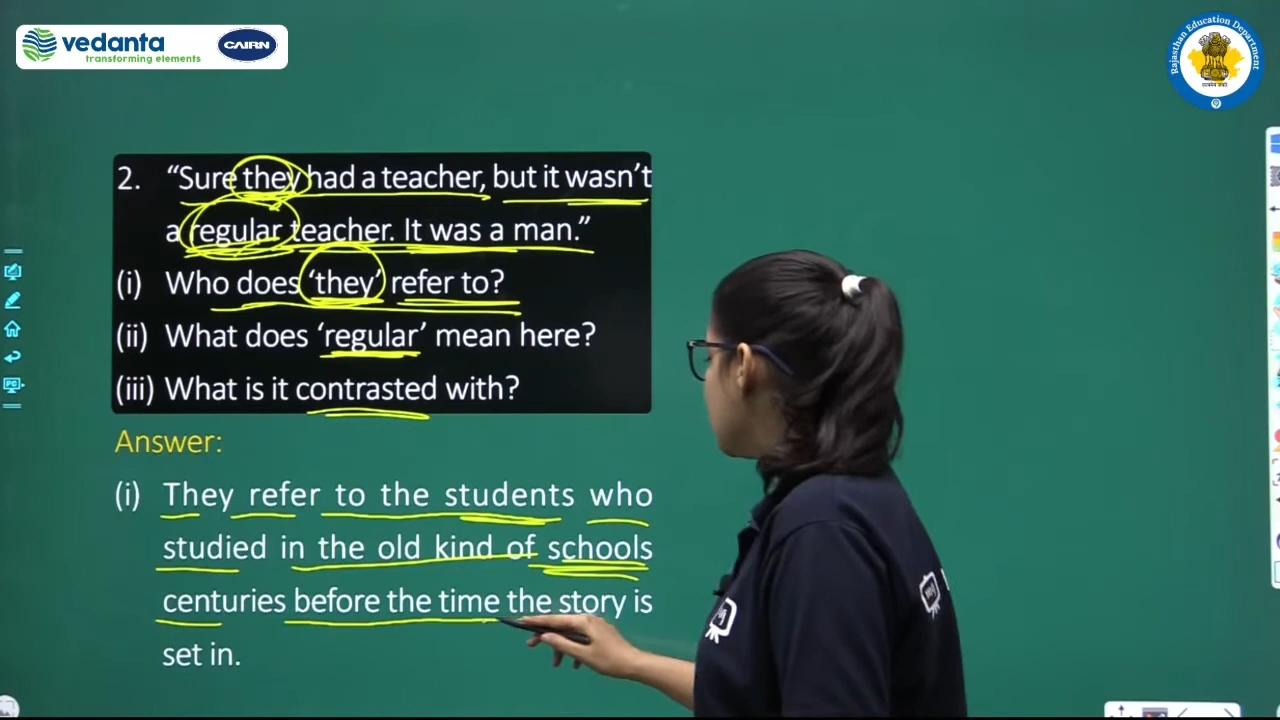 vedanta
transforming elements
CAIRN
Rajasthan Education Department
2. “Sure they had a teacher, but it wasn’t
a regular teacher. It was a man.”
(i) Who does ‘they’ refer to?
(ii) What does ‘regular’ mean here?
(iii) What is it contrasted with?
Answer:
(i) They refer to the students who
studied in the old kind of schools
centuries before the time the story is
set in.